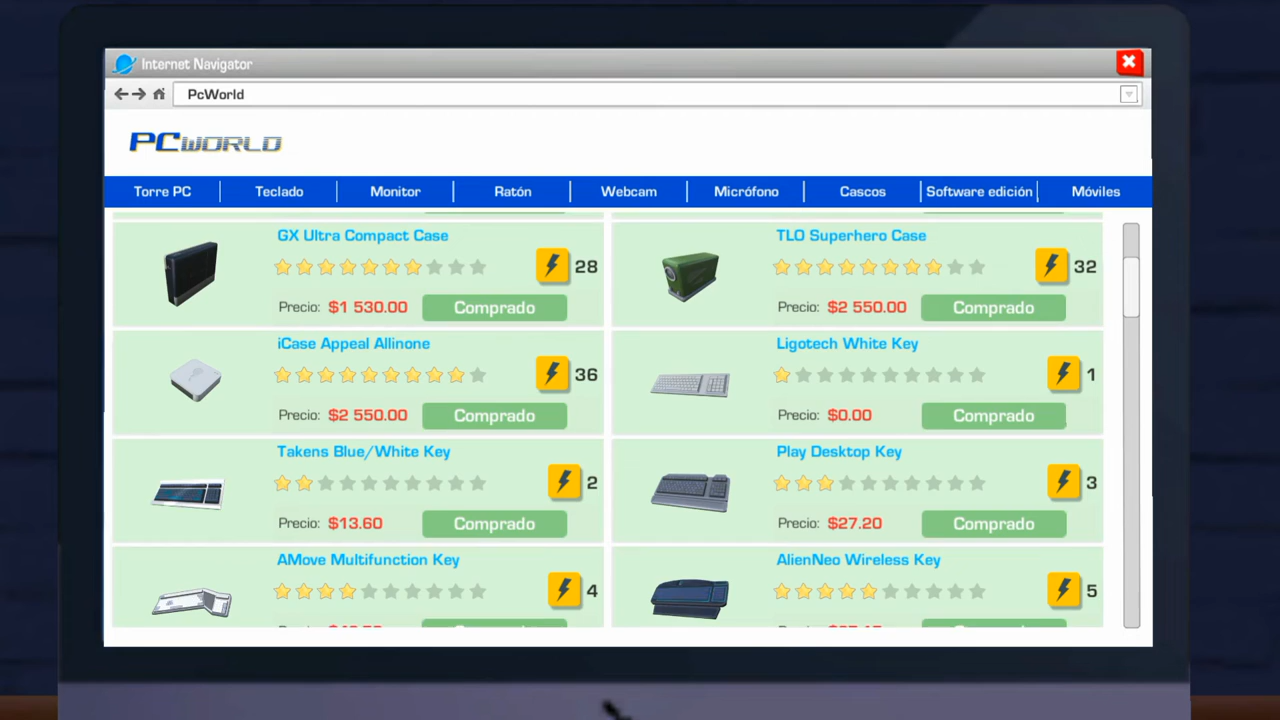 Internet Navigator
PcWorld
PCWORLD
Torre PC Teclado Monitor Ratón Webcam Micrófono Cascos Software edición Móviles
GX Ultra Compact Case
28
Precio: $1 530.00 Comprado
TLO Superhero Case
32
Precio: $2 550.00 Comprado
iCase Appeal Allinone
36
Precio: $2 550.00 Comprado
Ligotech White Key
1
Precio: $0.00 Comprado
Takens Blue/White Key
2
Precio: $13.60 Comprado
Play Desktop Key
3
Precio: $27.20 Comprado
AMove Multifunction Key
4
AlienNeo Wireless Key
5